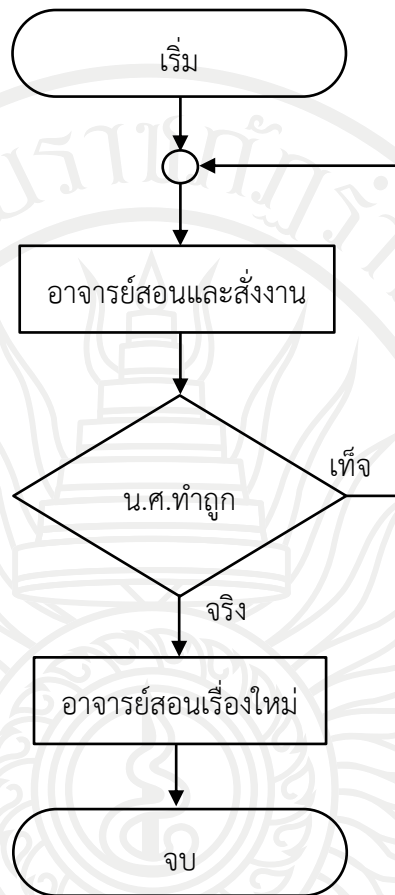 เริ่ม
อาจารย์สอนและสั่งงาน
เท็จ
น.ศ.ทำถูก
จริง
อาจารย์สอนเรื่องใหม่
จบ